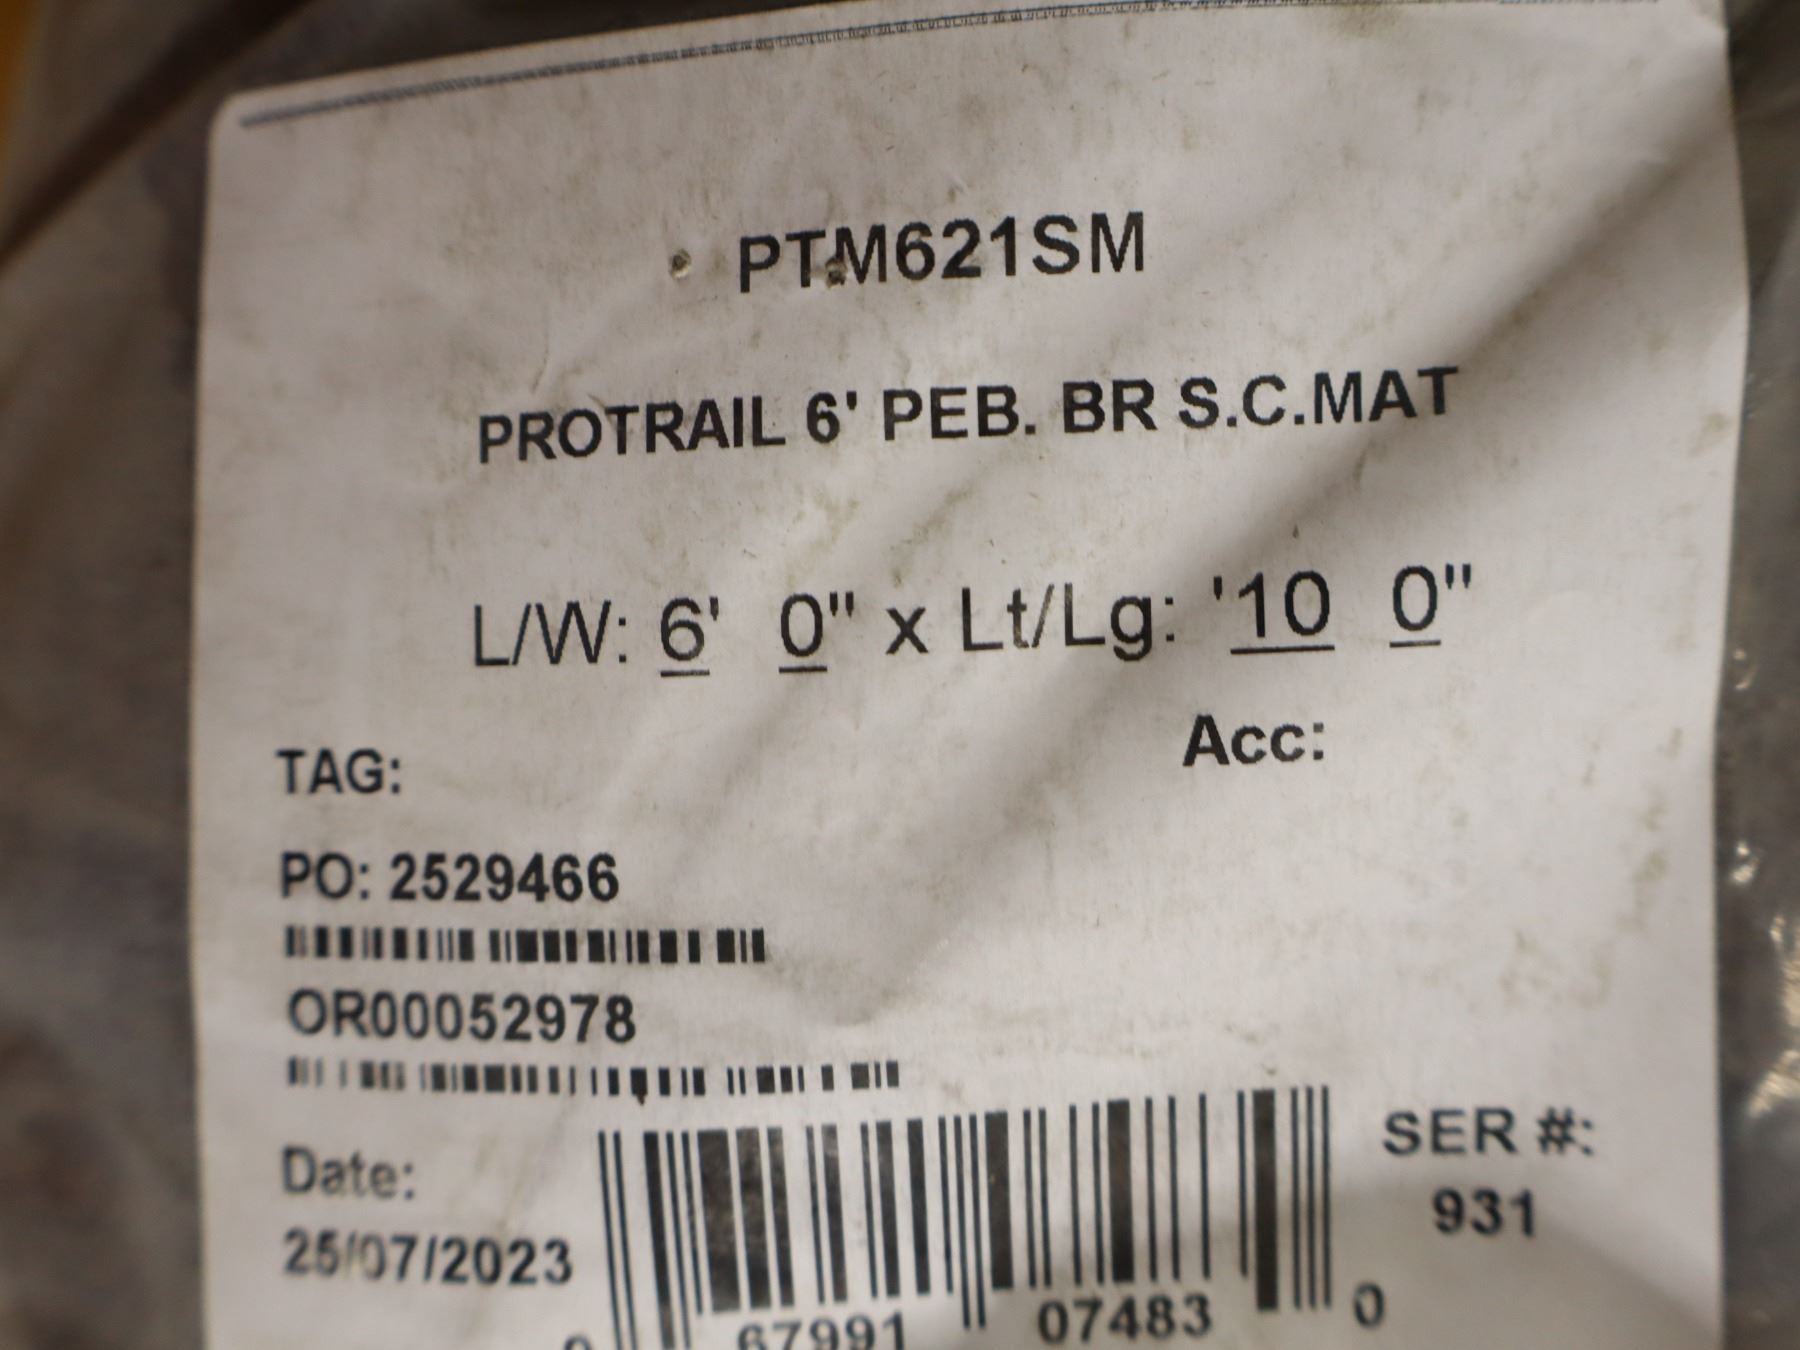 PTM621SM
PROTRAIL 6' PEB. BR S.C.MAT
L/W: 6' 0" x Lt/Lg: '10 0"
Acc:
TAG:
PO: 2529466
OR00052978
Date:
25/07/2023
SER #:
931
0 67991 07483 0